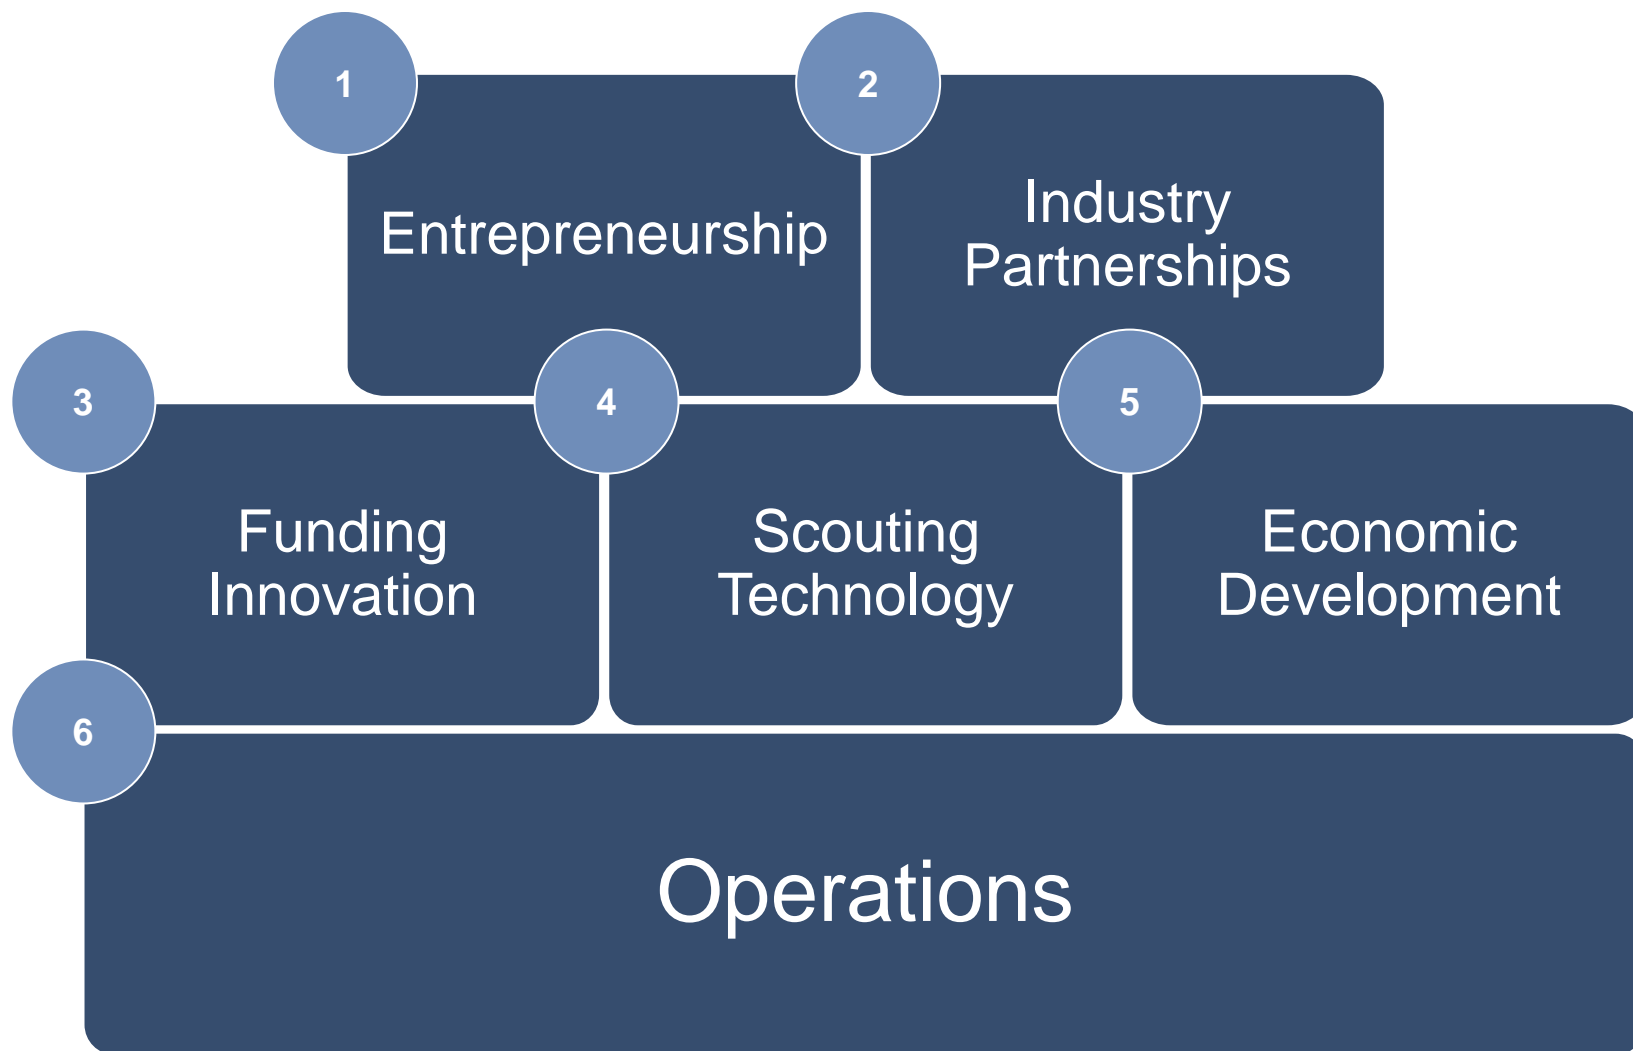 1
Entrepreneurship
2
Industry
Partnerships
3
Funding
Innovation
4
Scouting
Technology
5
Economic
Development
6
Operations